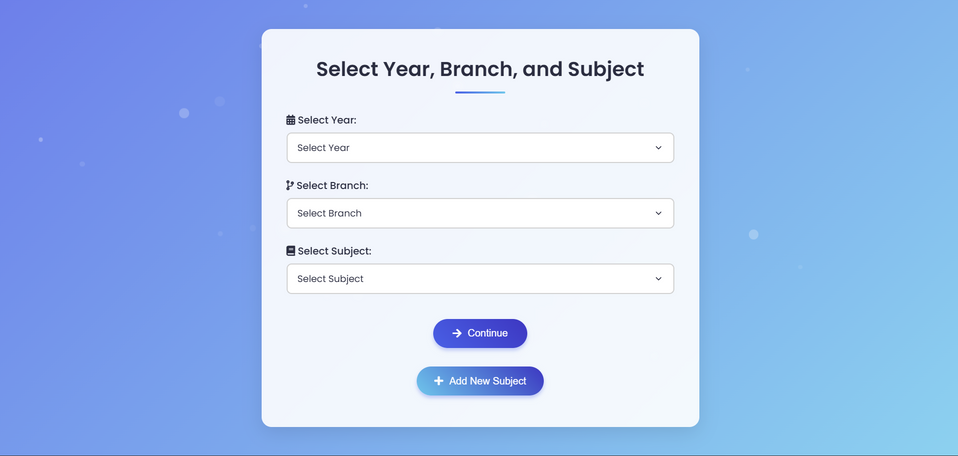 Select Year, Branch, and Subject
Select Year:
Select Year
Select Branch:
Select Branch
Select Subject:
Select Subject
Continue
Add New Subject